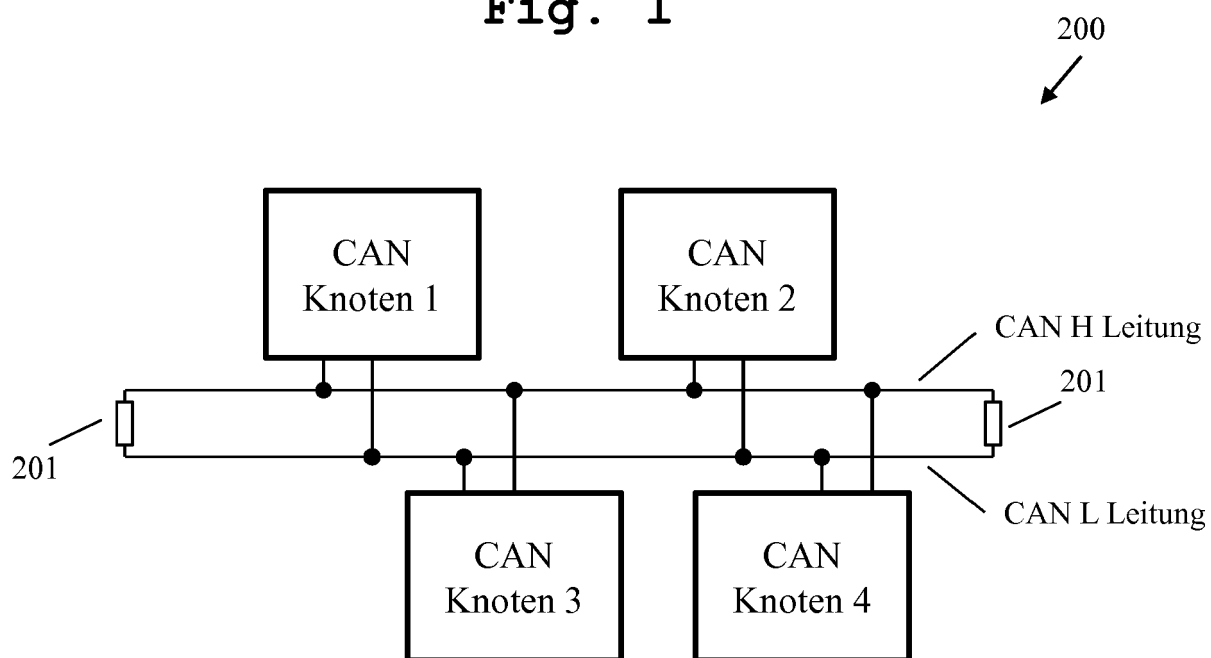 Fig. 1
200
CAN
Knoten 1
CAN
Knoten 2
CAN H Leitung
201
201
CAN L Leitung
CAN
Knoten 3
CAN
Knoten 4